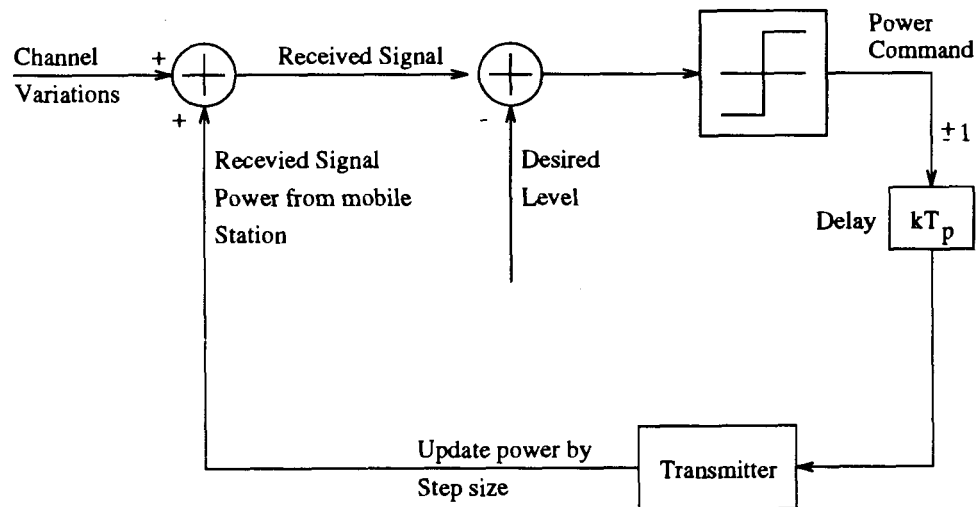 Channel
Variations
+
+
Received Signal
-
Desired
Level
Power
Command
±1
Delay
kTp
Recevied Signal
Power from mobile
Station
Update power by
Step size
Transmitter